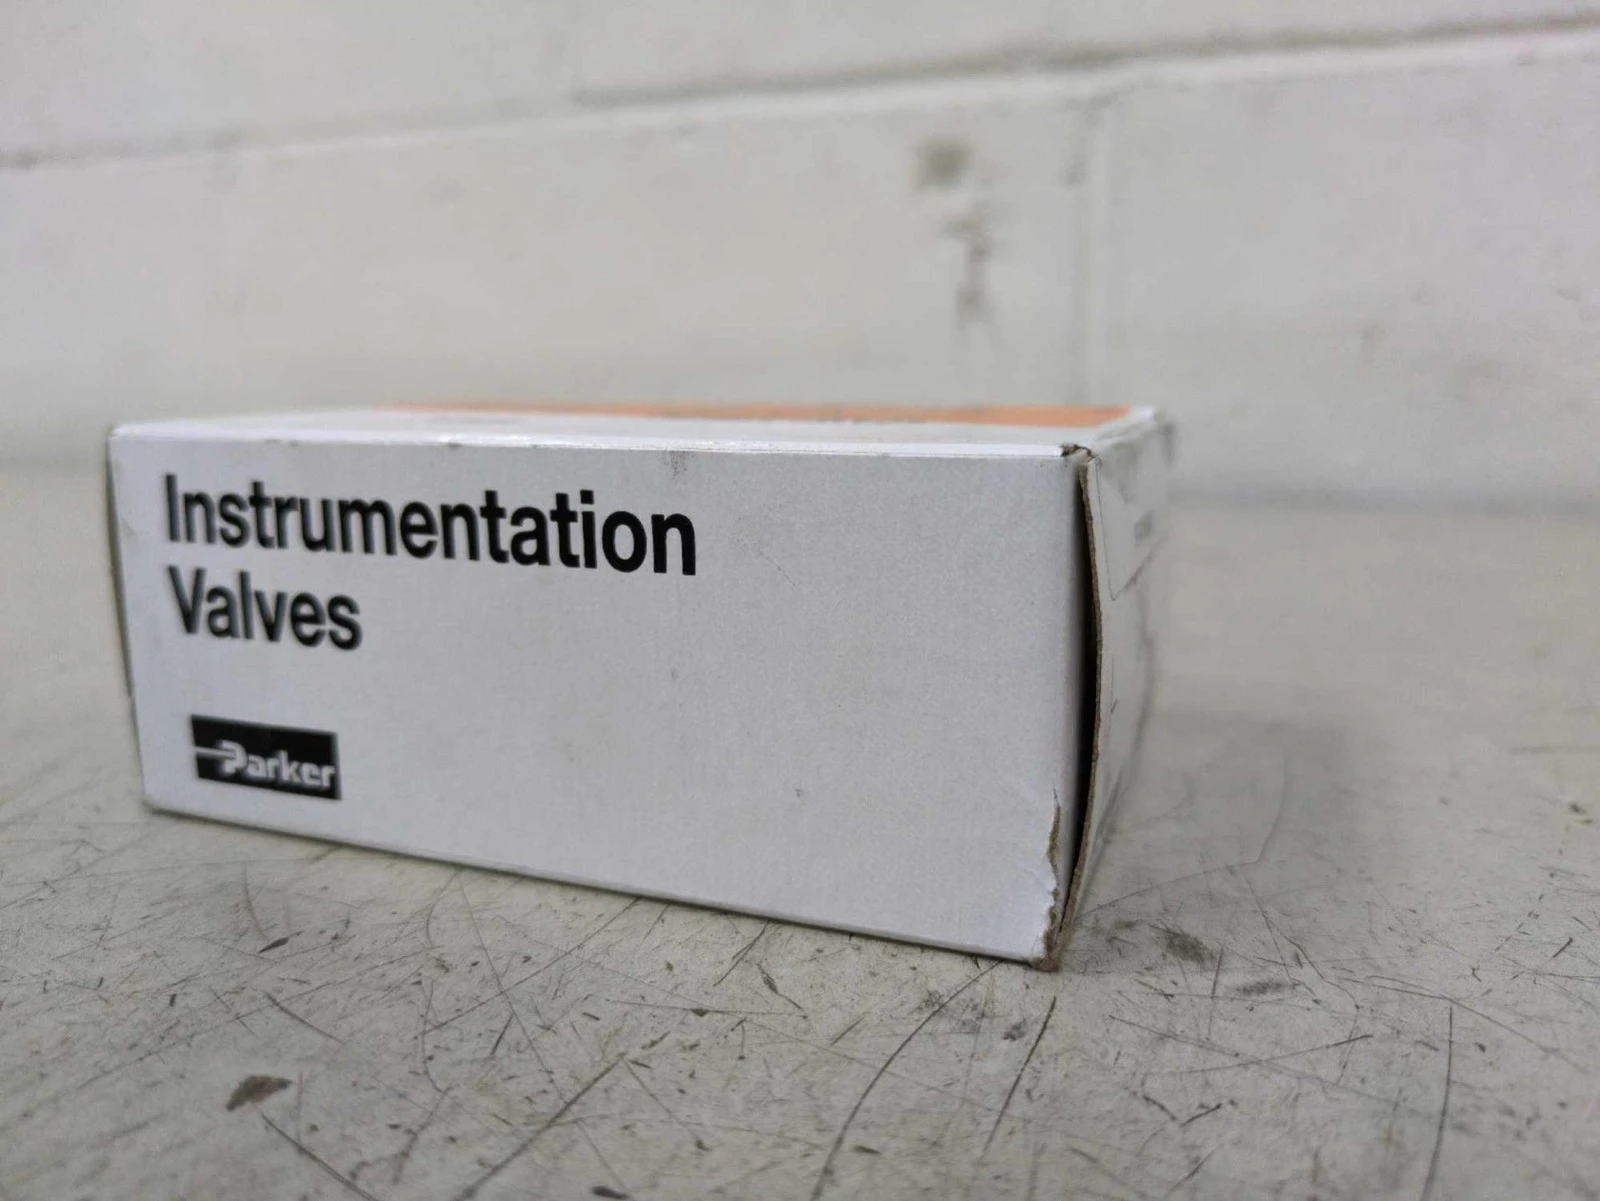 Instrumentation
Valves
Parker